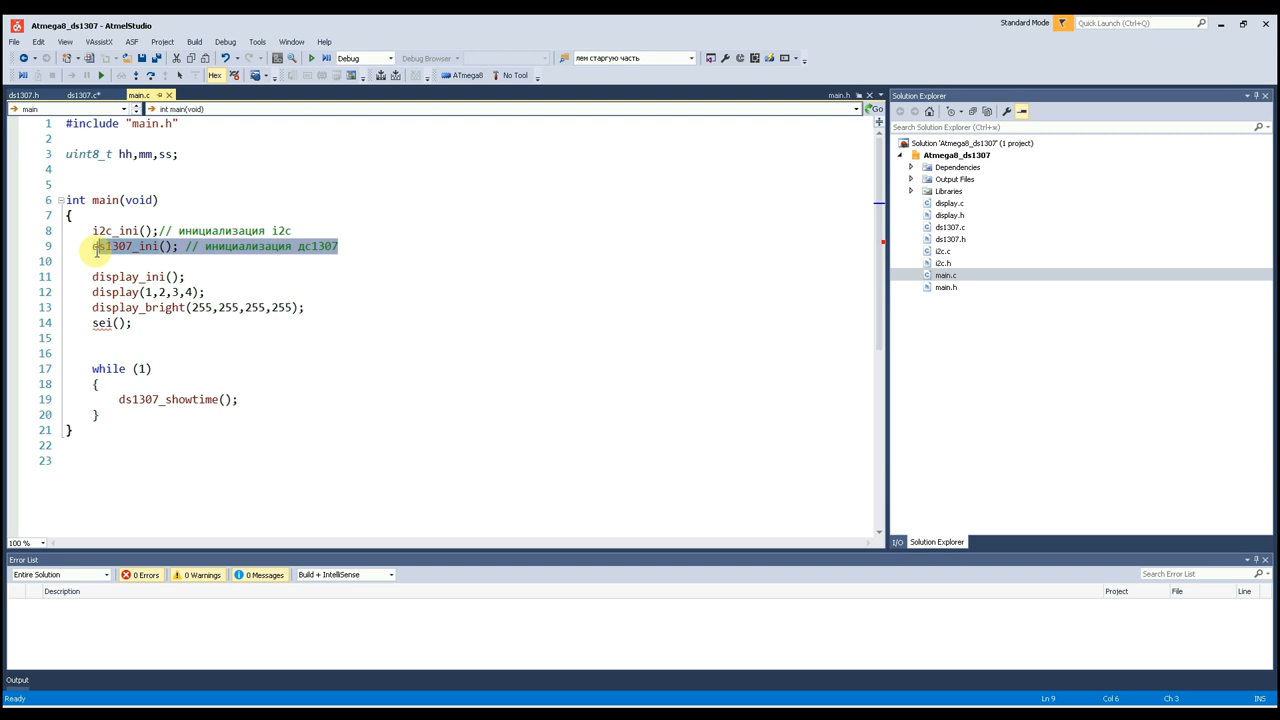 Atmega8_ds1307 - AtmelStudio
Standard Mode
Quick Launch (Ctrl+E)
File Edit View VAssistX ASF Project Build Debug Tools Window Help
Debug
Debug Browser
лем старгую часть
Hex
ATmega8
No Tool
ds1307.h ds1307.c* main.c
main.h
main
int main(void)
Go
1 #include "main.h"
2
3 uint8_t hh,mm,ss;
4
5
6 int main(void)
7 {
8 i2c_ini();// инициализация i2c
9 ds1307_ini(); // инициализация дс1307
10
11 display_ini();
12 display(1,2,3,4);
13 display_bright(255,255,255,255);
14 sei();
15
16
17 while (1)
18 {
19 ds1307_showtime();
20 }
21 }
22
23
100 %
Solution Explorer
Search Solution Explorer (Ctrl+ж)
Solution 'Atmega8_ds1307' (1 project)
Atmega8_ds1307
Dependencies
Output Files
Libraries
display.c
display.h
ds1307.c
ds1307.h
i2c.c
i2c.h
main.c
main.h
I/O Solution Explorer
Error List
Entire Solution
0 Errors
0 Warnings
0 Messages
Build + IntelliSense
Search Error List
Description Project File Line
Output
Ready Ln 9 Col 6 Ch 3 INS